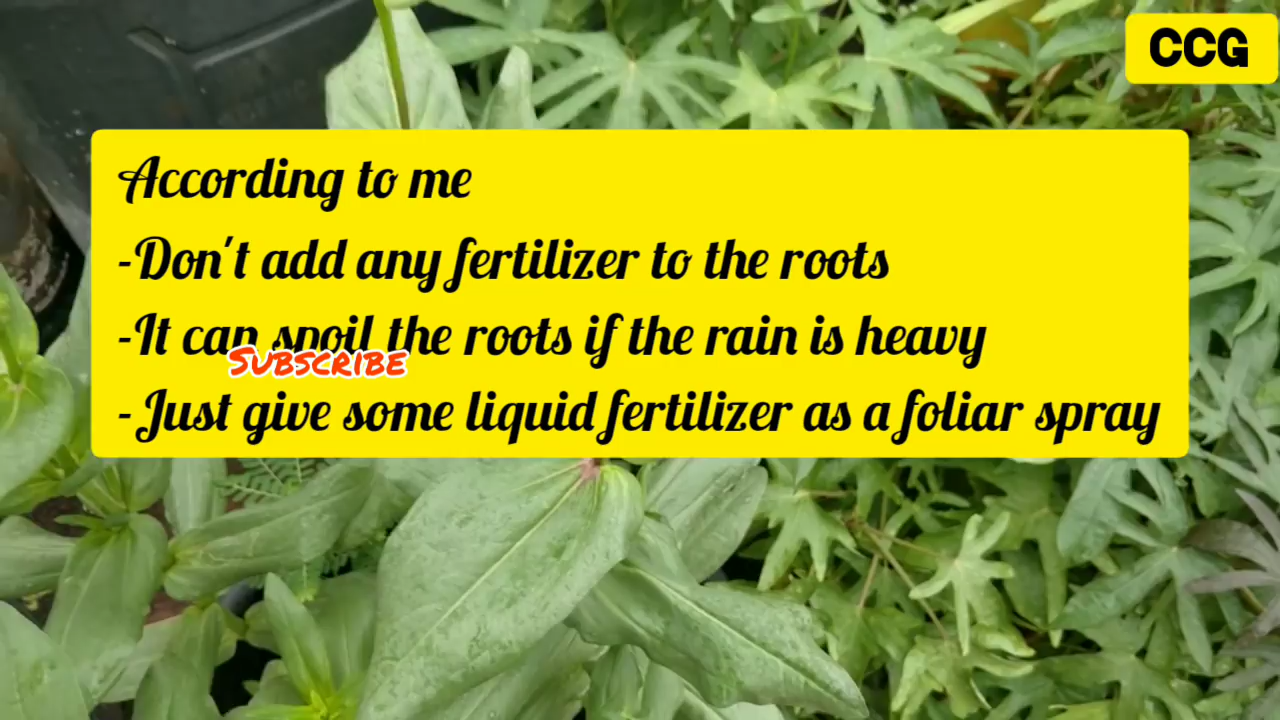 CCG
According to me
-Don't add any fertilizer to the roots
-It can spoil the roots if the rain is heavy
SUBSCRIBE
-Just give some liquid fertilizer as a foliar spray